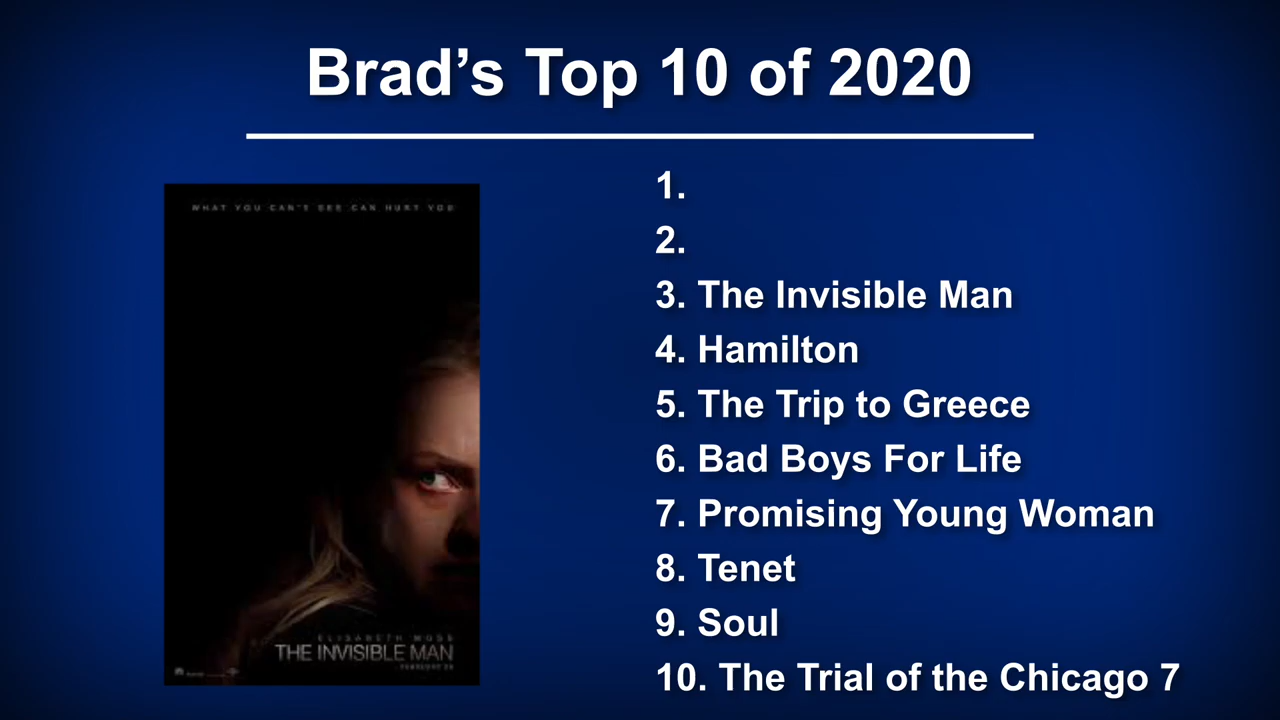 Brad’s Top 10 of 2020
WHAT YOU CAN'T SEE CAN HURT YOU
ELISABETH MOSS
THE INVISIBLE MAN
1.
2.
3. The Invisible Man
4. Hamilton
5. The Trip to Greece
6. Bad Boys For Life
7. Promising Young Woman
8. Tenet
9. Soul
10. The Trial of the Chicago 7